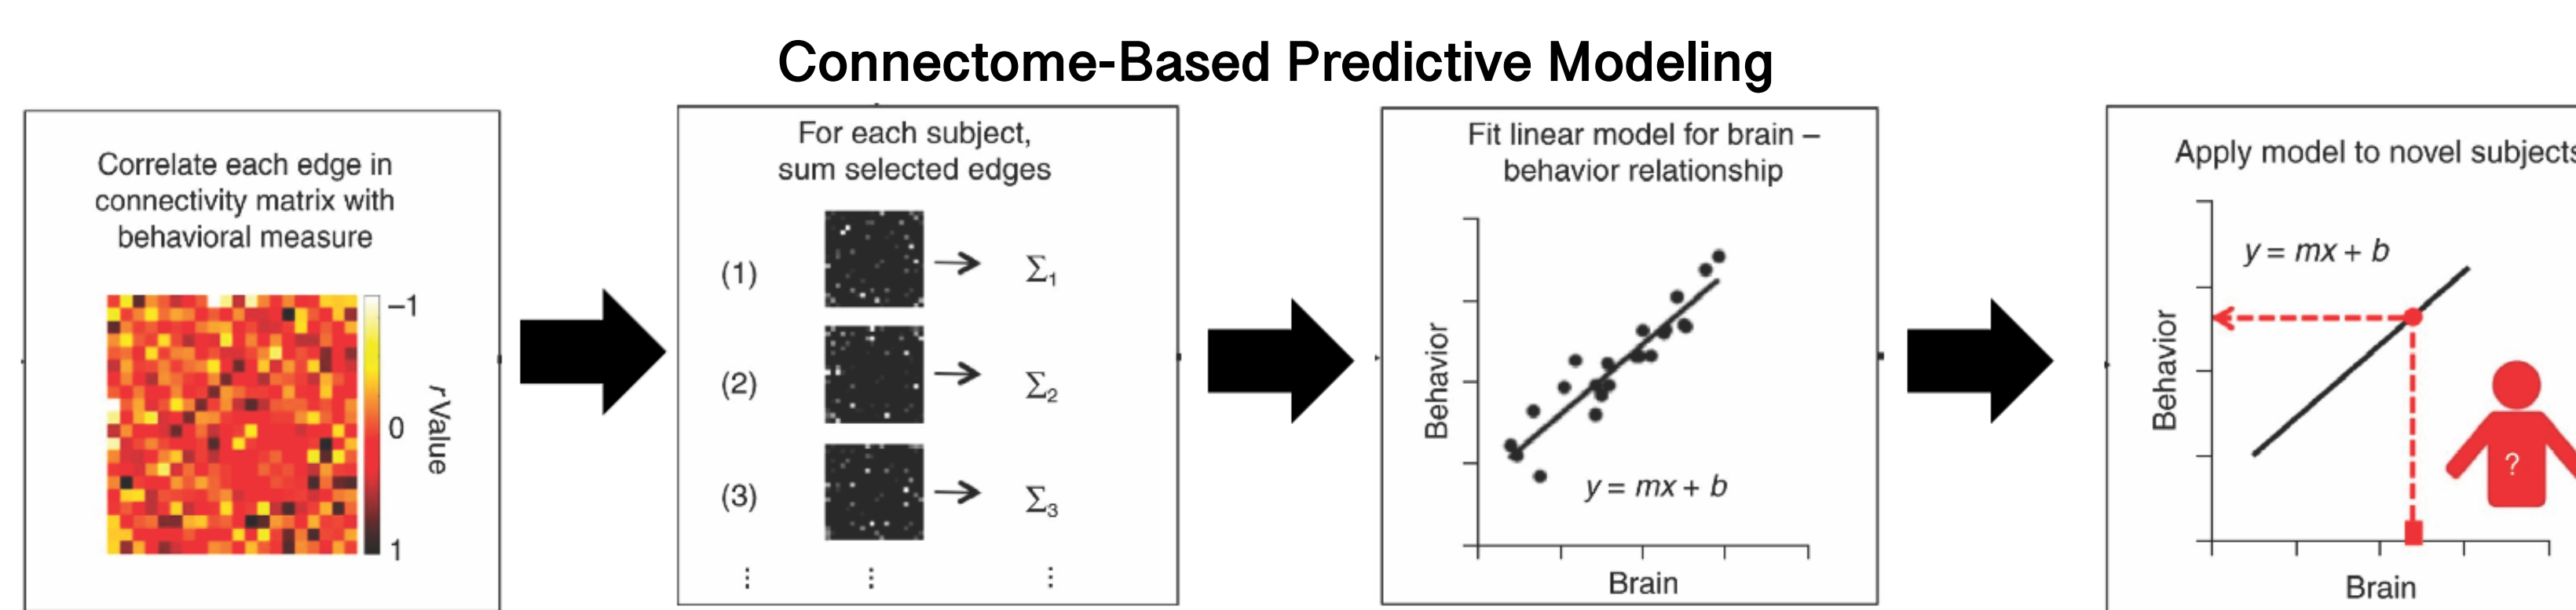 Connectome-Based Predictive Modeling
Correlate each edge in
connectivity matrix with
behavioral measure
–1
0
1
r Value
For each subject,
sum selected edges
(1)
Σ1
(2)
Σ2
(3)
Σ3
⋮ ⋮ ⋮
Fit linear model for brain –
behavior relationship
Behavior
y = mx + b
Brain
Apply model to novel subjects
y = mx + b
Behavior
?
Brain